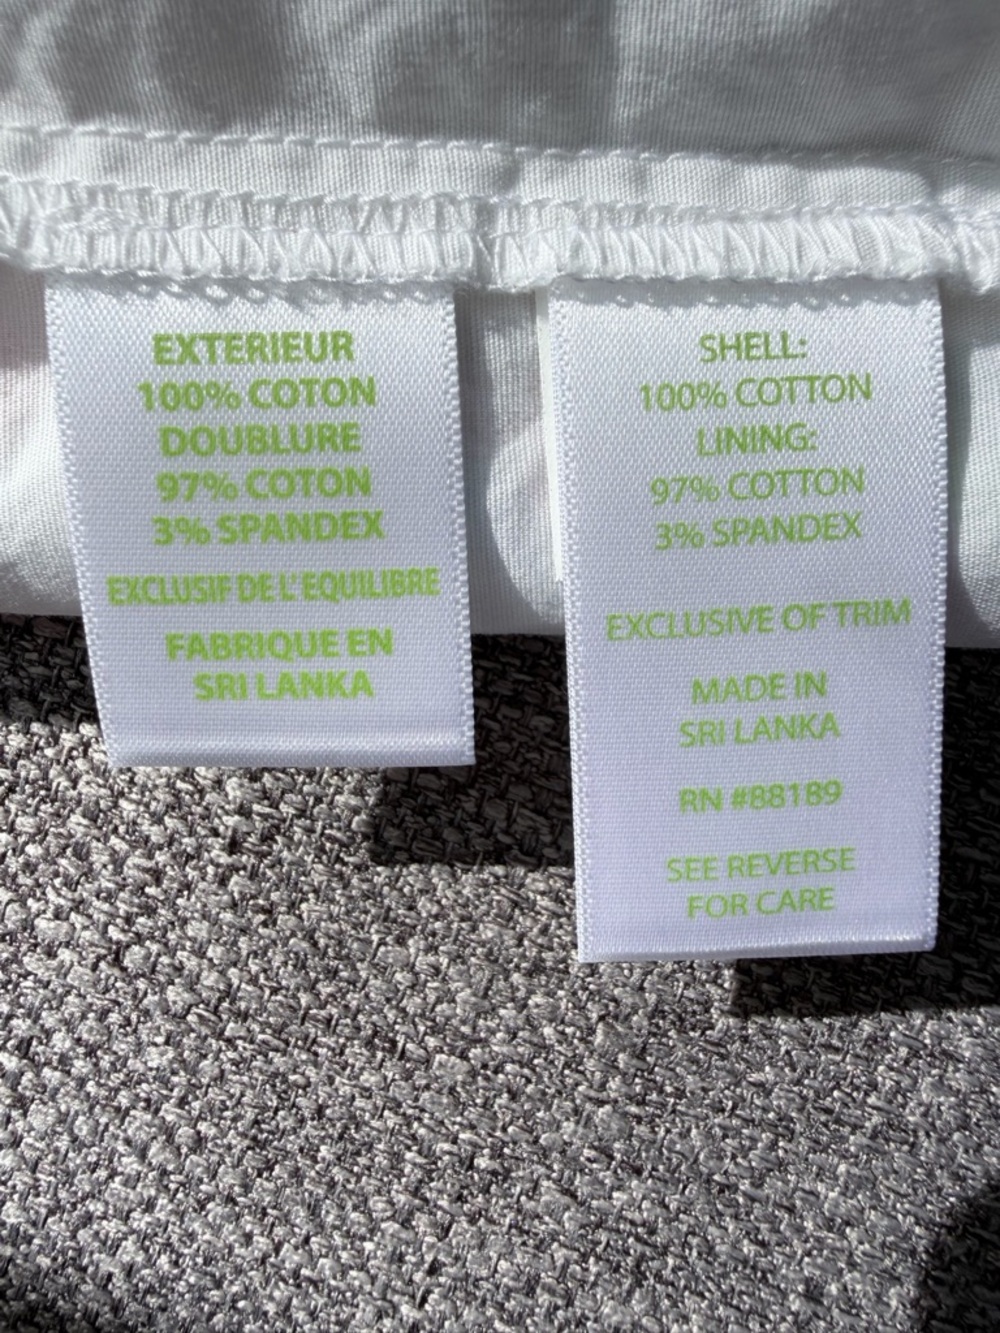 EXTERIEUR
100% COTON
DOUBLURE
97% COTON
3% SPANDEX
EXCLUSIF DE L'EQUILIBRE
FABRIQUE EN
SRI LANKA
SHELL:
100% COTTON
LINING:
97% COTTON
3% SPANDEX
EXCLUSIVE OF TRIM
MADE IN
SRI LANKA
RN #88189
SEE REVERSE
FOR CARE